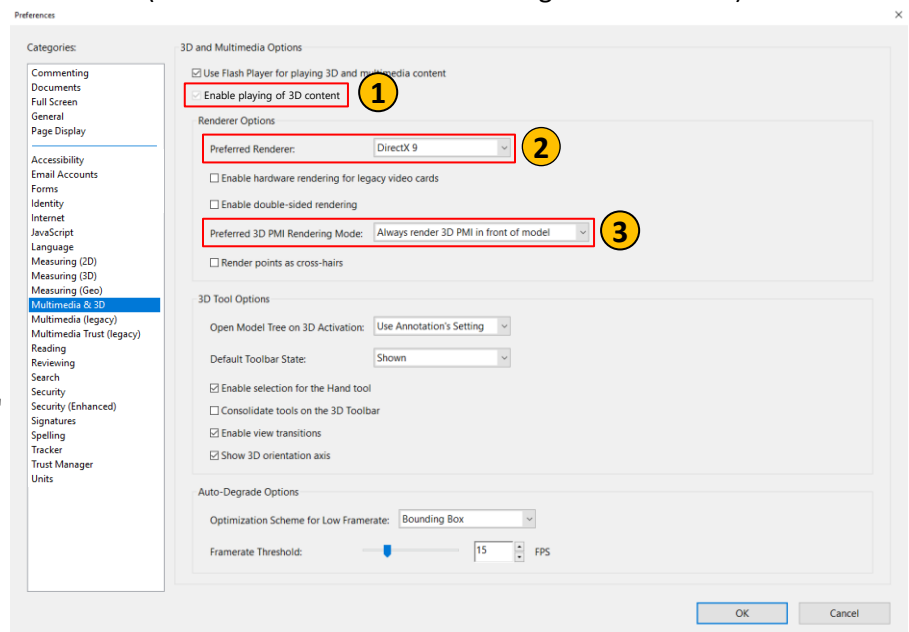 Preferences
Categories:
Commenting
Documents
Full Screen
General
Page Display
Accessibility
Email Accounts
Forms
Identity
Internet
JavaScript
Language
Measuring (2D)
Measuring (3D)
Measuring (Geo)
Multimedia & 3D
Multimedia (legacy)
Multimedia Trust (legacy)
Reading
Reviewing
Search
Security
Security (Enhanced)
Signatures
Spelling
Tracker
Trust Manager
Units
3D and Multimedia Options
Use Flash Player for playing 3D and multimedia content
Enable playing of 3D content
1
Renderer Options
Preferred Renderer: DirectX 9
2
Enable hardware rendering for legacy video cards
Enable double-sided rendering
Preferred 3D PMI Rendering Mode: Always render 3D PMI in front of model
3
Render points as cross-hairs
3D Tool Options
Open Model Tree on 3D Activation: Use Annotation's Setting
Default Toolbar State: Shown
Enable selection for the Hand tool
Consolidate tools on the 3D Toolbar
Enable view transitions
Show 3D orientation axis
Auto-Degrade Options
Optimization Scheme for Low Framerate: Bounding Box
Framerate Threshold: 15 FPS
OK Cancel